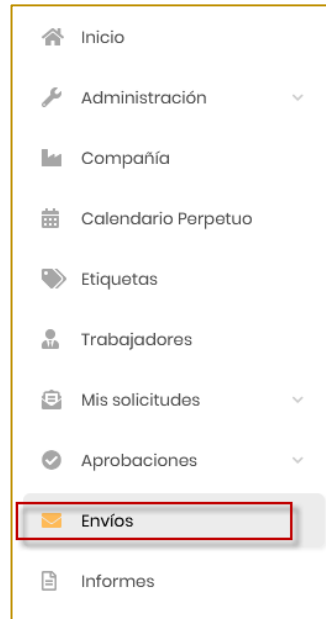 Inicio
Administración
Compañía
Calendario Perpetuo
Etiquetas
Trabajadores
Mis solicitudes
Aprobaciones
Envíos
Informes